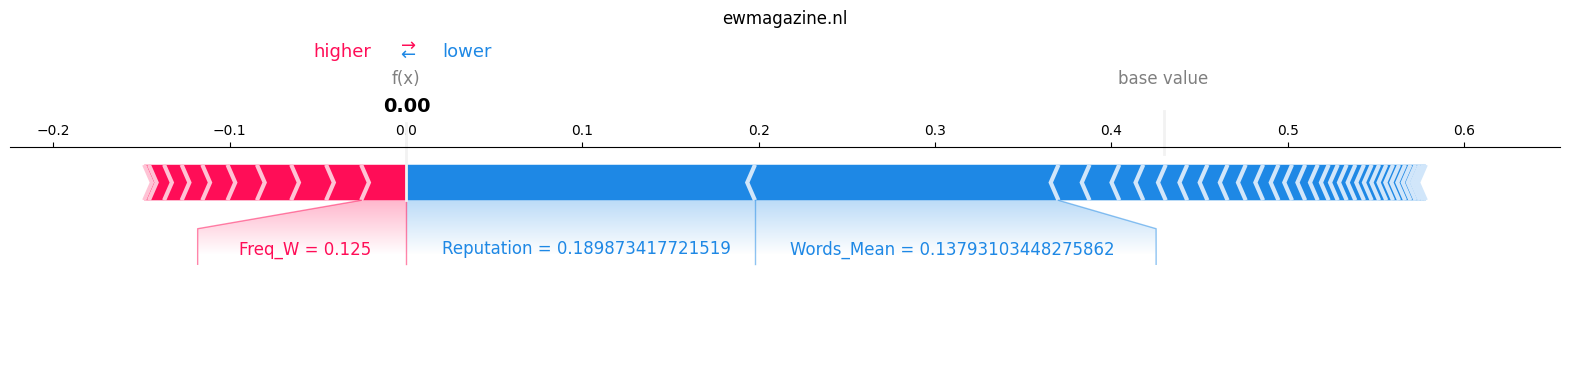 ewmagazine.nl
higher ⇄ lower
f(x)
base value
0.00
−0.2 −0.1 0.0 0.1 0.2 0.3 0.4 0.5 0.6
Freq_W = 0.125
Reputation = 0.189873417721519
Words_Mean = 0.13793103448275862